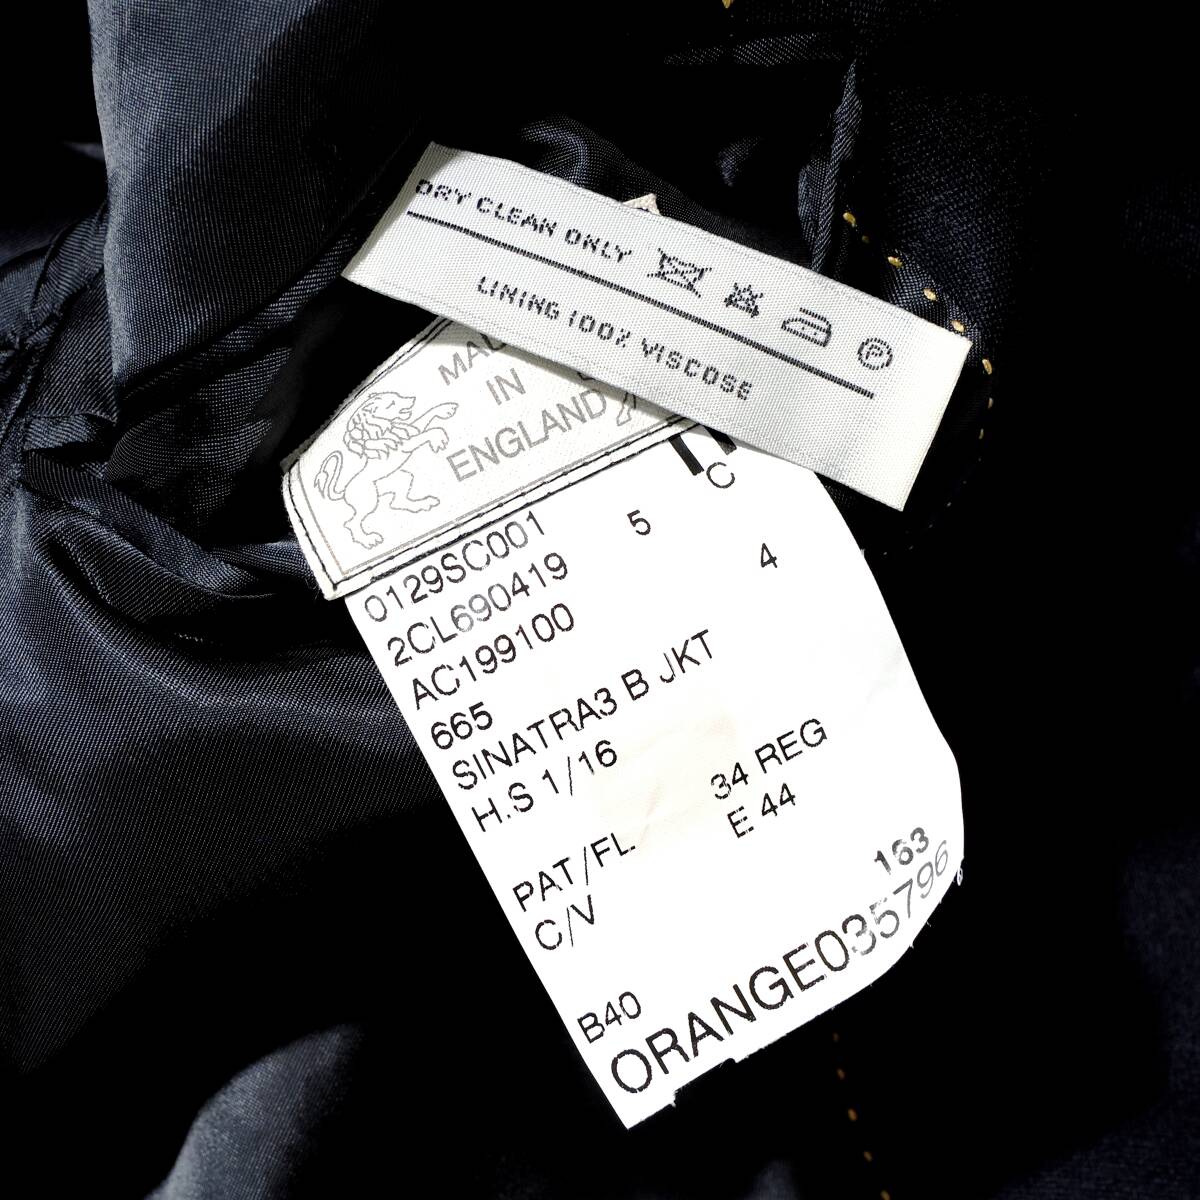 DRY CLEAN ONLY
P
LINING 100% VISCOSE
IN
ENGLAND
C
0129SC001 5
2CL690419 4
AC199100
665
SINATRA3 B JKT
H.S 1/16
34 REG
PAT/FL. E 44
C/V
163
B40
ORANGE035796